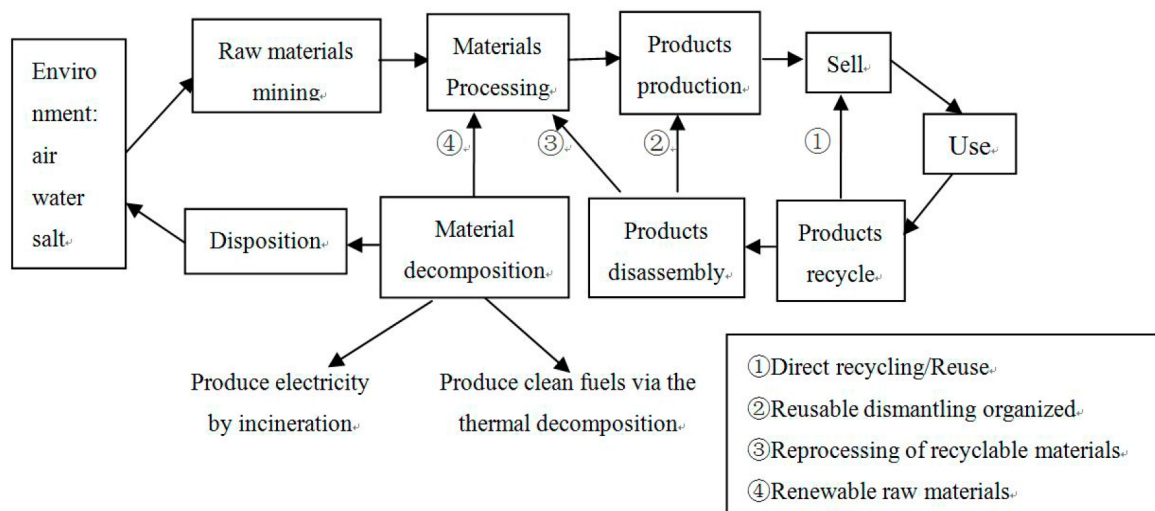 Enviro
nment:
air
water
salt
Raw materials
mining
Materials
Processing
Products
production
Sell
Use
④
③
②
①
Disposition
Material
decomposition
Products
disassembly
Products
recycle
Produce electricity
by incineration
Produce clean fuels via the
thermal decomposition
①Direct recycling/Reuse
②Reusable dismantling organized
③Reprocessing of recyclable materials
④Renewable raw materials